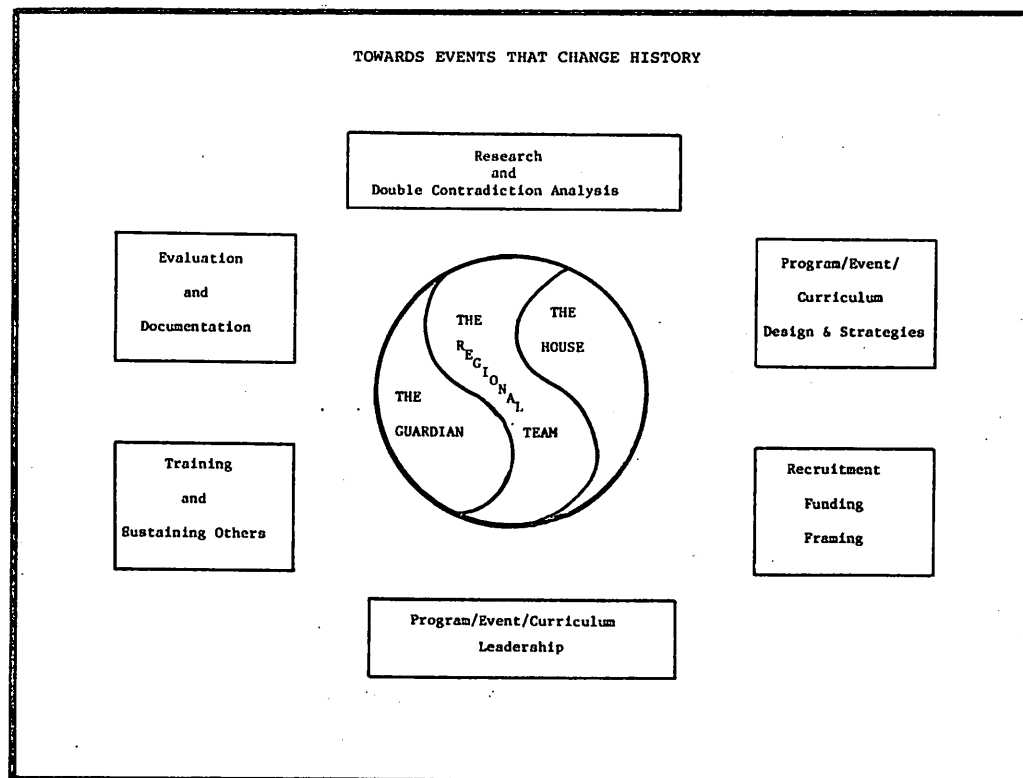 TOWARDS EVENTS THAT CHANGE HISTORY
Research
and
Double Contradiction Analysis
Evaluation
and
Documentation
Program/Event/
Curriculum
Design & Strategies
THE
REGIONAL
TEAM
THE
HOUSE
THE
GUARDIAN
Training
and
Sustaining Others
Recruitment
Funding
Framing
Program/Event/Curriculum
Leadership